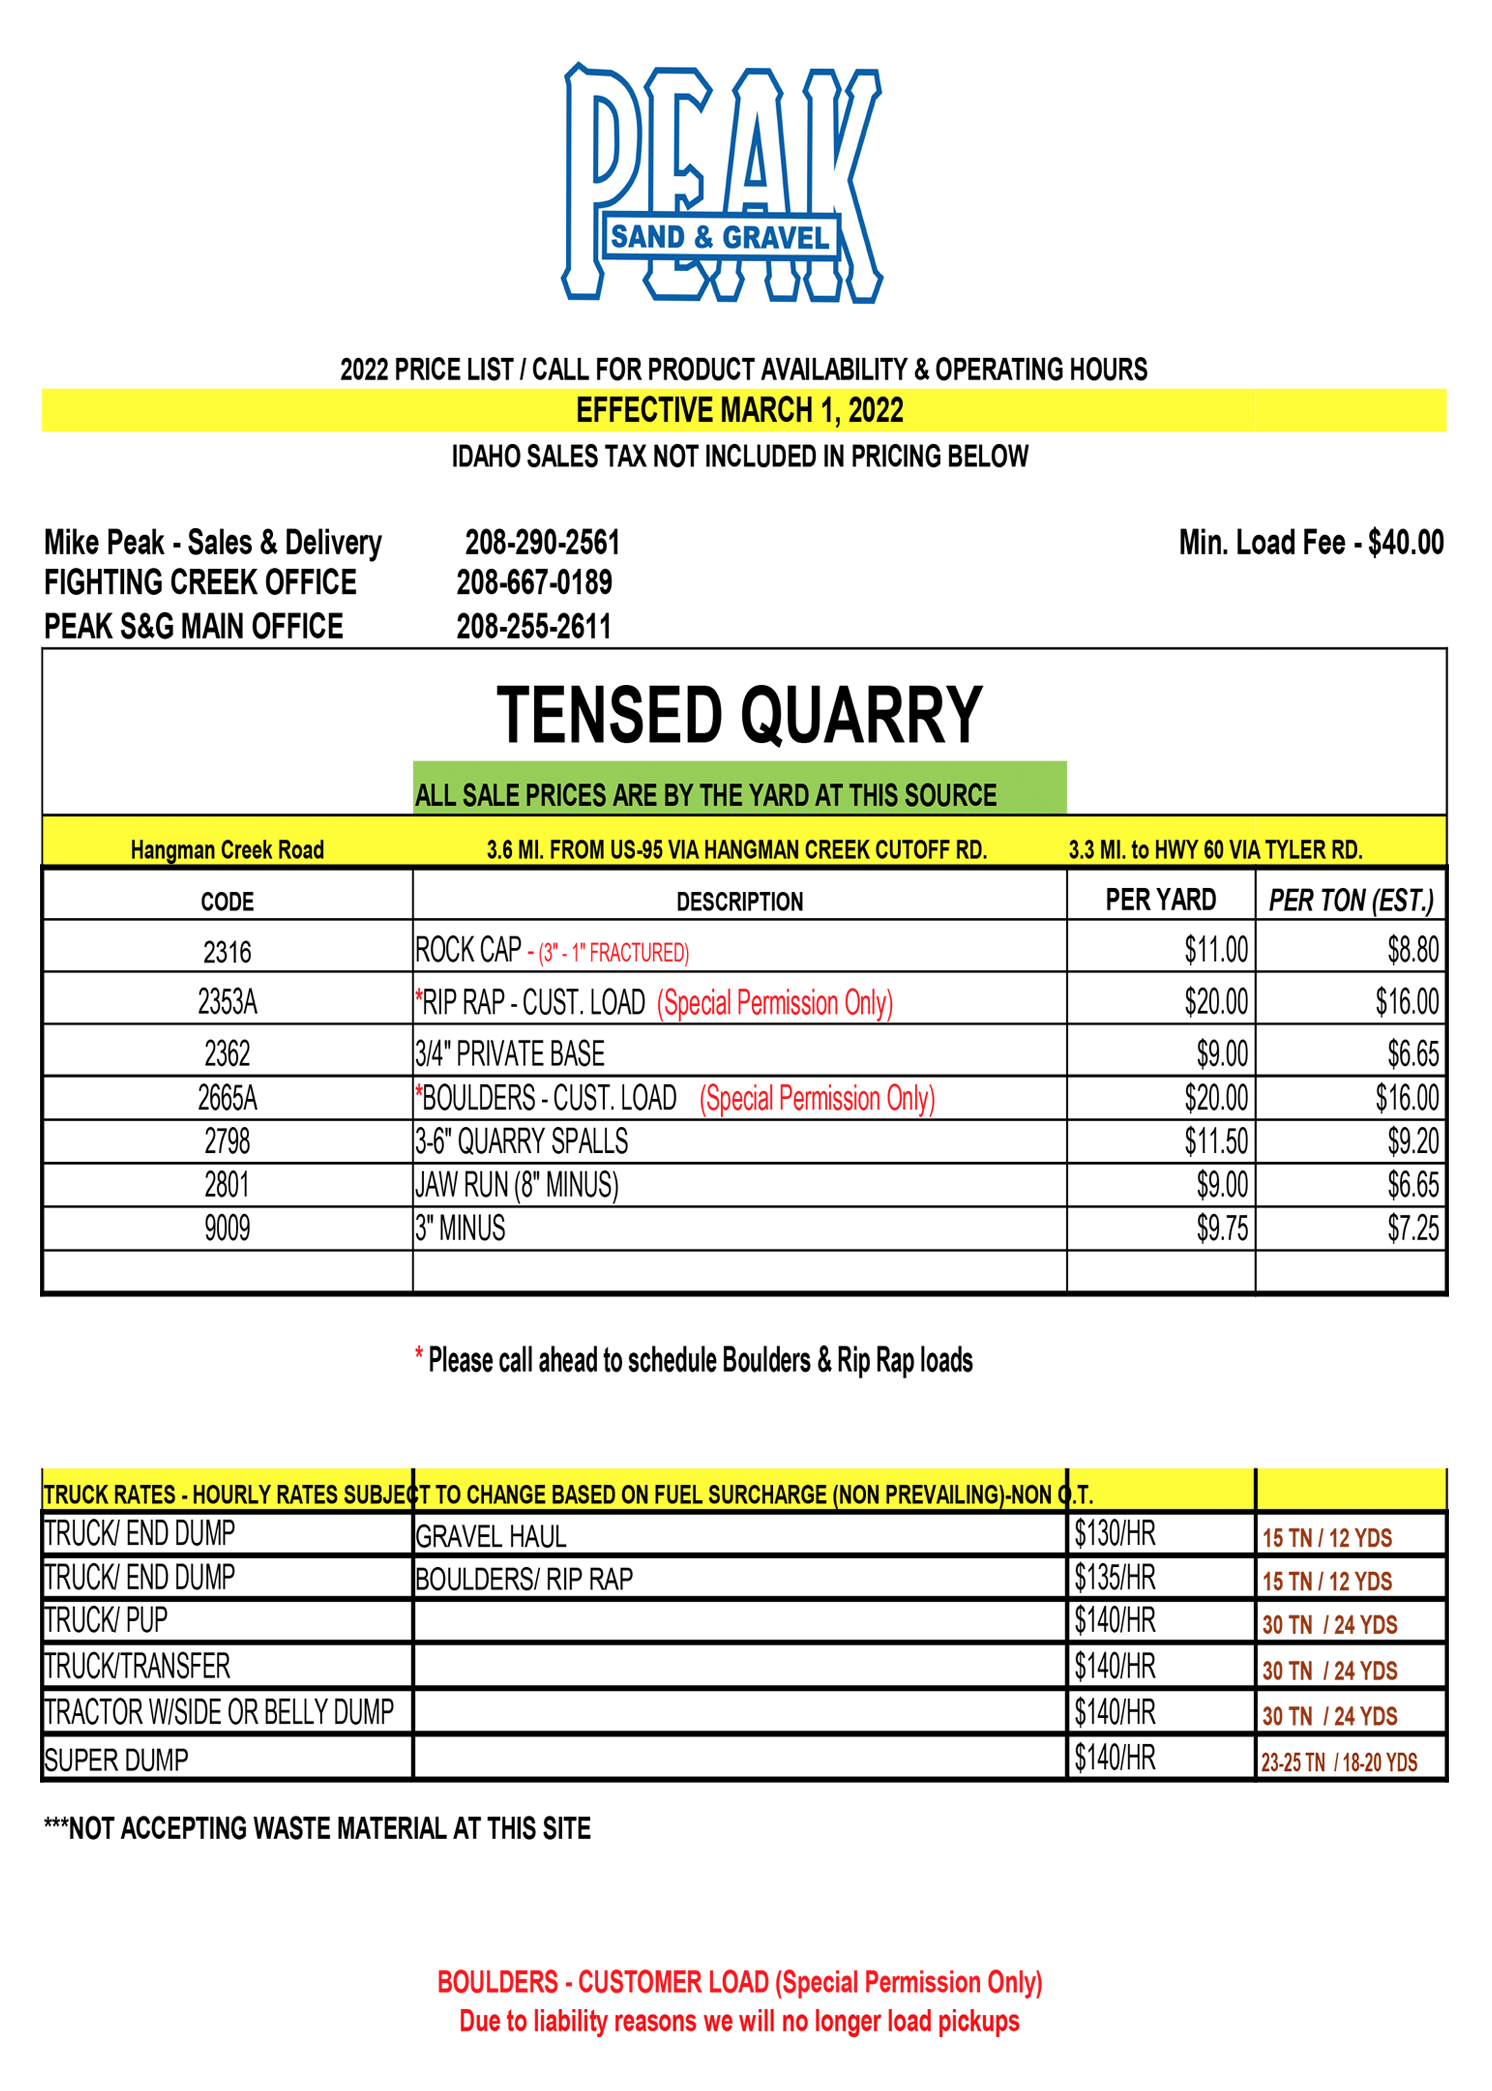 PEAK
SAND & GRAVEL
2022 PRICE LIST / CALL FOR PRODUCT AVAILABILITY & OPERATING HOURS
EFFECTIVE MARCH 1, 2022
IDAHO SALES TAX NOT INCLUDED IN PRICING BELOW
Mike Peak - Sales & Delivery 208-290-2561 Min. Load Fee - $40.00
FIGHTING CREEK OFFICE 208-667-0189
PEAK S&G MAIN OFFICE 208-255-2611
TENSED QUARRY
ALL SALE PRICES ARE BY THE YARD AT THIS SOURCE
Hangman Creek Road 3.6 MI. FROM US-95 VIA HANGMAN CREEK CUTOFF RD. 3.3 MI. to HWY 60 VIA TYLER RD.
CODE DESCRIPTION PER YARD PER TON (EST.)
2316 ROCK CAP - (3" - 1" FRACTURED) $11.00 $8.80
2353A *RIP RAP - CUST. LOAD (Special Permission Only) $20.00 $16.00
2362 3/4" PRIVATE BASE $9.00 $6.65
2665A *BOULDERS - CUST. LOAD (Special Permission Only) $20.00 $16.00
2798 3-6" QUARRY SPALLS $11.50 $9.20
2801 JAW RUN (8" MINUS) $9.00 $6.65
9009 3" MINUS $9.75 $7.25
* Please call ahead to schedule Boulders & Rip Rap loads
TRUCK RATES - HOURLY RATES SUBJECT TO CHANGE BASED ON FUEL SURCHARGE (NON PREVAILING)-NON O.T.
TRUCK/ END DUMP GRAVEL HAUL $130/HR 15 TN / 12 YDS
TRUCK/ END DUMP BOULDERS/ RIP RAP $135/HR 15 TN / 12 YDS
TRUCK/ PUP $140/HR 30 TN / 24 YDS
TRUCK/TRANSFER $140/HR 30 TN / 24 YDS
TRACTOR W/SIDE OR BELLY DUMP $140/HR 30 TN / 24 YDS
SUPER DUMP $140/HR 23-25 TN / 18-20 YDS
***NOT ACCEPTING WASTE MATERIAL AT THIS SITE
BOULDERS - CUSTOMER LOAD (Special Permission Only)
Due to liability reasons we will no longer load pickups